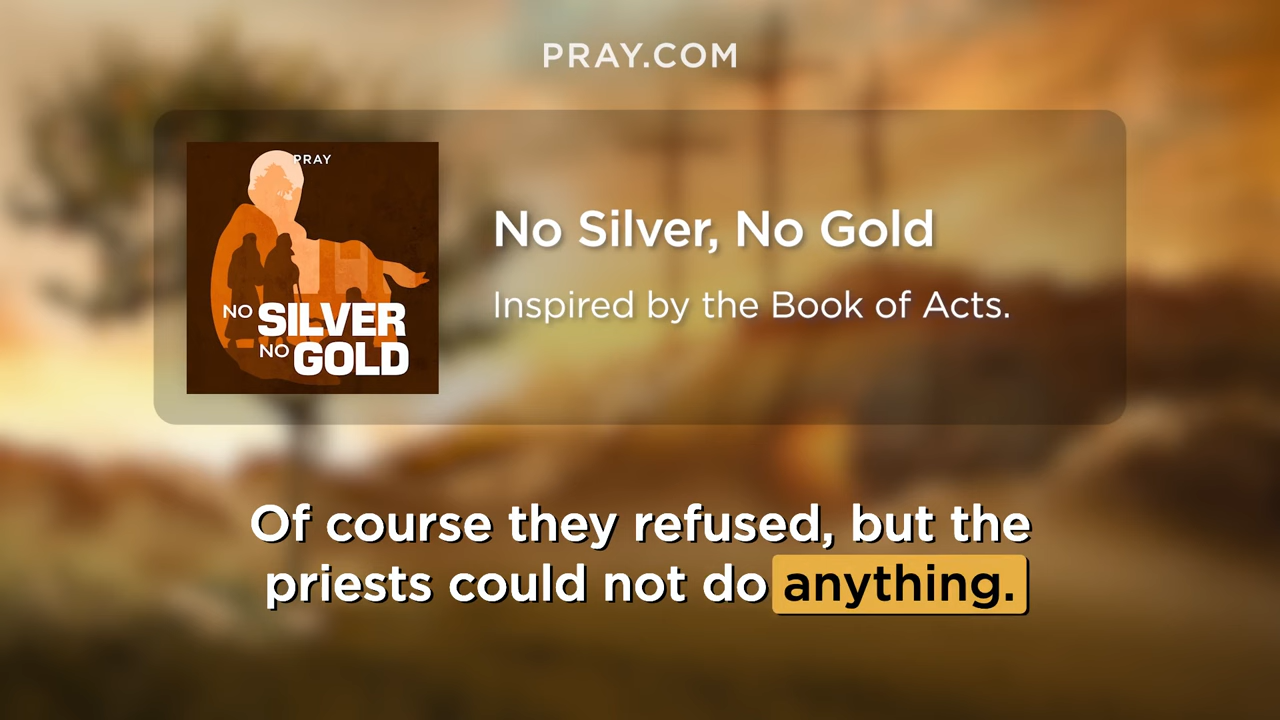 PRAY.COM
PRAY
NO SILVER
NO GOLD
No Silver, No Gold
Inspired by the Book of Acts.
Of course they refused, but the
priests could not do anything.